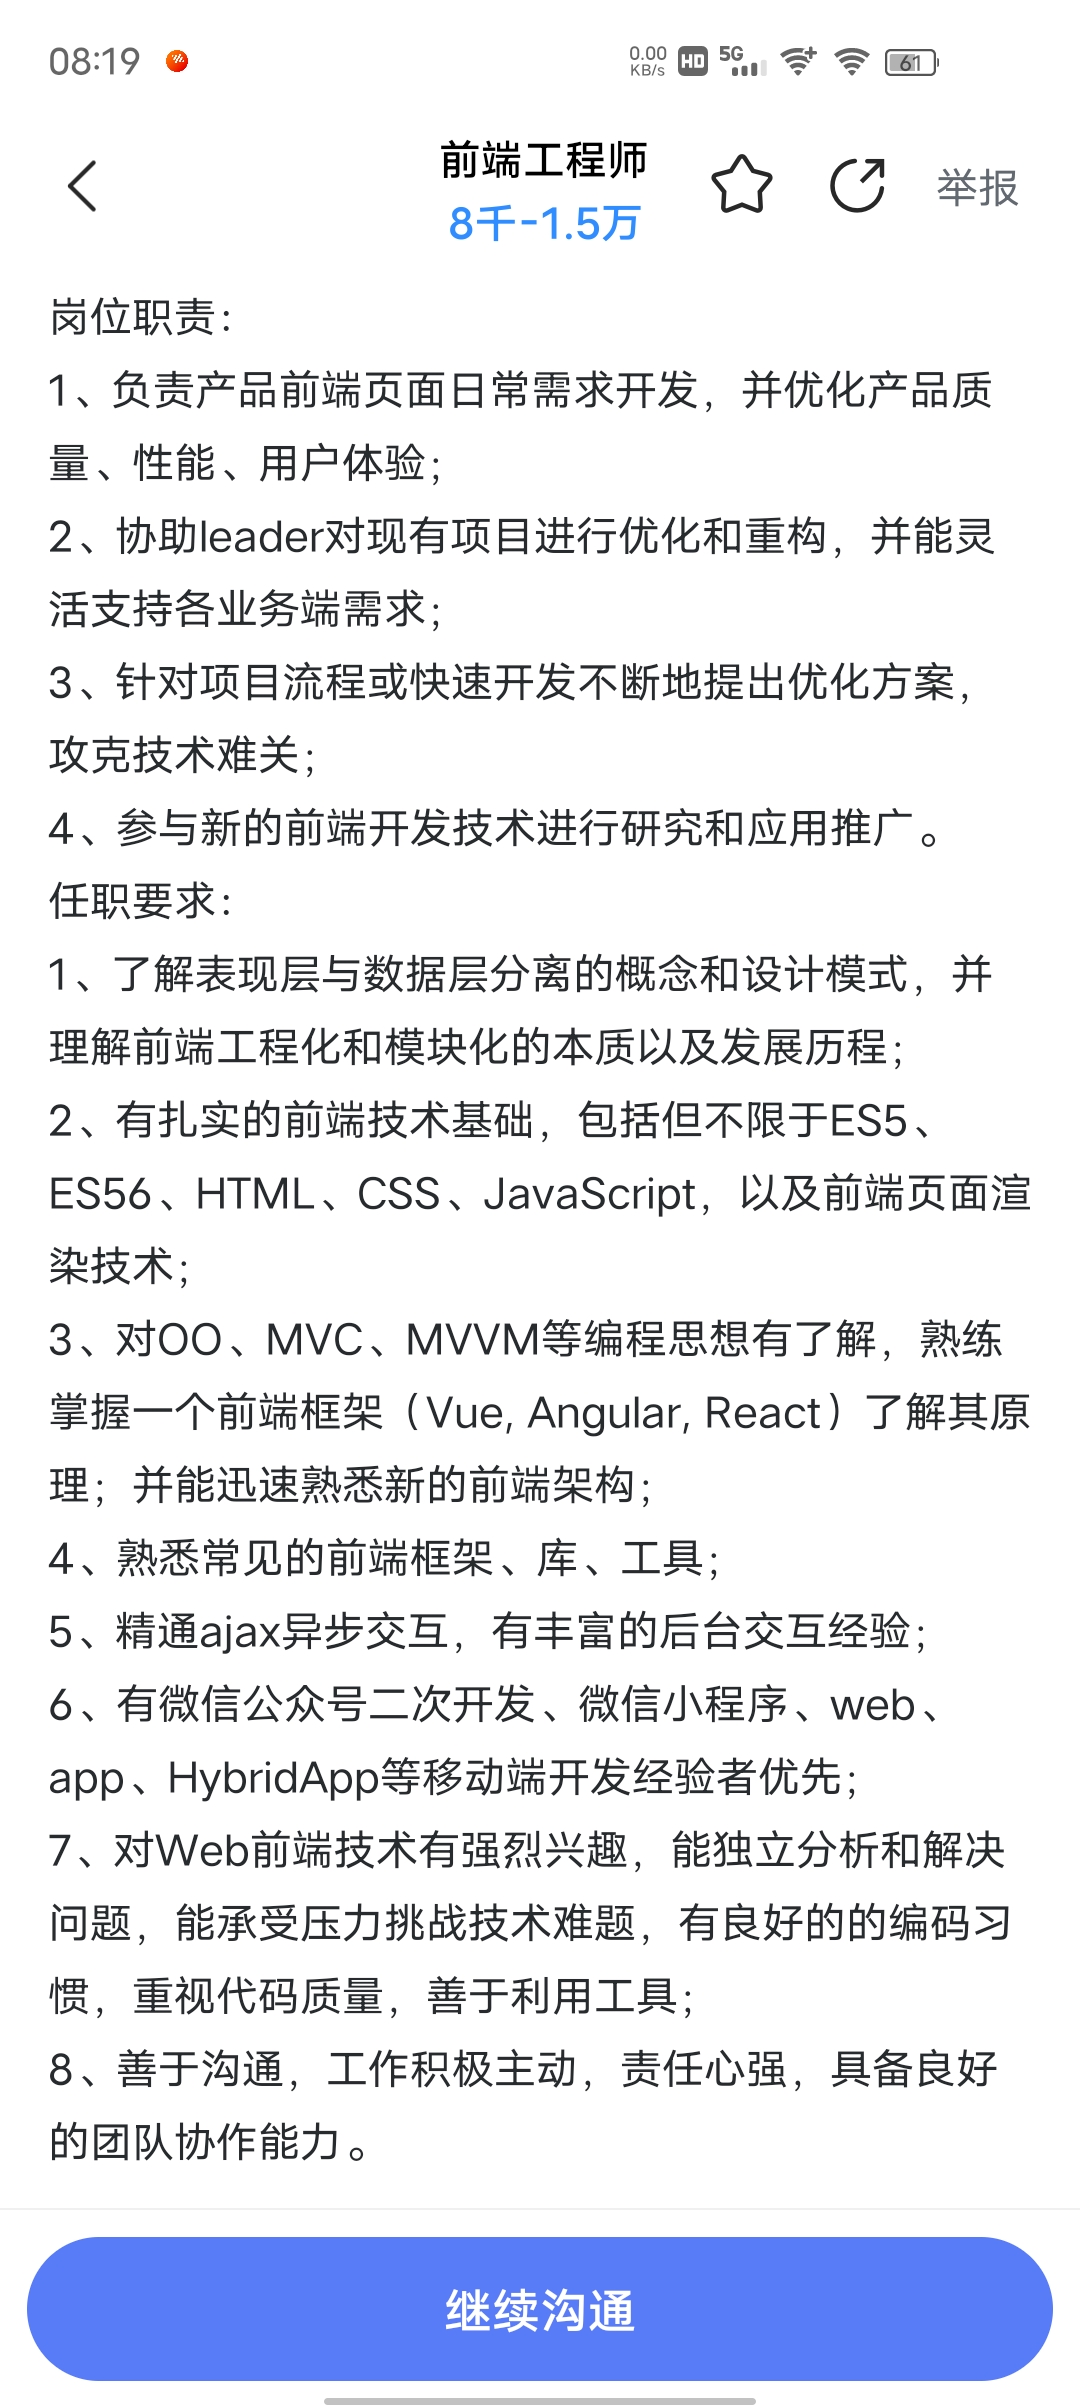 08:19
0.00 KB/s HD 5G 61
前端工程师
8千-1.5万
举报
岗位职责：
1、负责产品前端页面日常需求开发，并优化产品质
量、性能、用户体验；
2、协助leader对现有项目进行优化和重构，并能灵
活支持各业务端需求；
3、针对项目流程或快速开发不断地提出优化方案，
攻克技术难关；
4、参与新的前端开发技术进行研究和应用推广。
任职要求：
1、了解表现层与数据层分离的概念和设计模式，并
理解前端工程化和模块化的本质以及发展历程；
2、有扎实的前端技术基础，包括但不限于ES5、
ES56、HTML、CSS、JavaScript，以及前端页面渲
染技术；
3、对OO、MVC、MVVM等编程思想有了解，熟练
掌握一个前端框架（Vue, Angular, React）了解其原
理；并能迅速熟悉新的前端架构；
4、熟悉常见的前端框架、库、工具；
5、精通ajax异步交互，有丰富的后台交互经验；
6、有微信公众号二次开发、微信小程序、web、
app、HybridApp等移动端开发经验者优先；
7、对Web前端技术有强烈兴趣，能独立分析和解决
问题，能承受压力挑战技术难题，有良好的的编码习
惯，重视代码质量，善于利用工具；
8、善于沟通，工作积极主动，责任心强，具备良好
的团队协作能力。
继续沟通